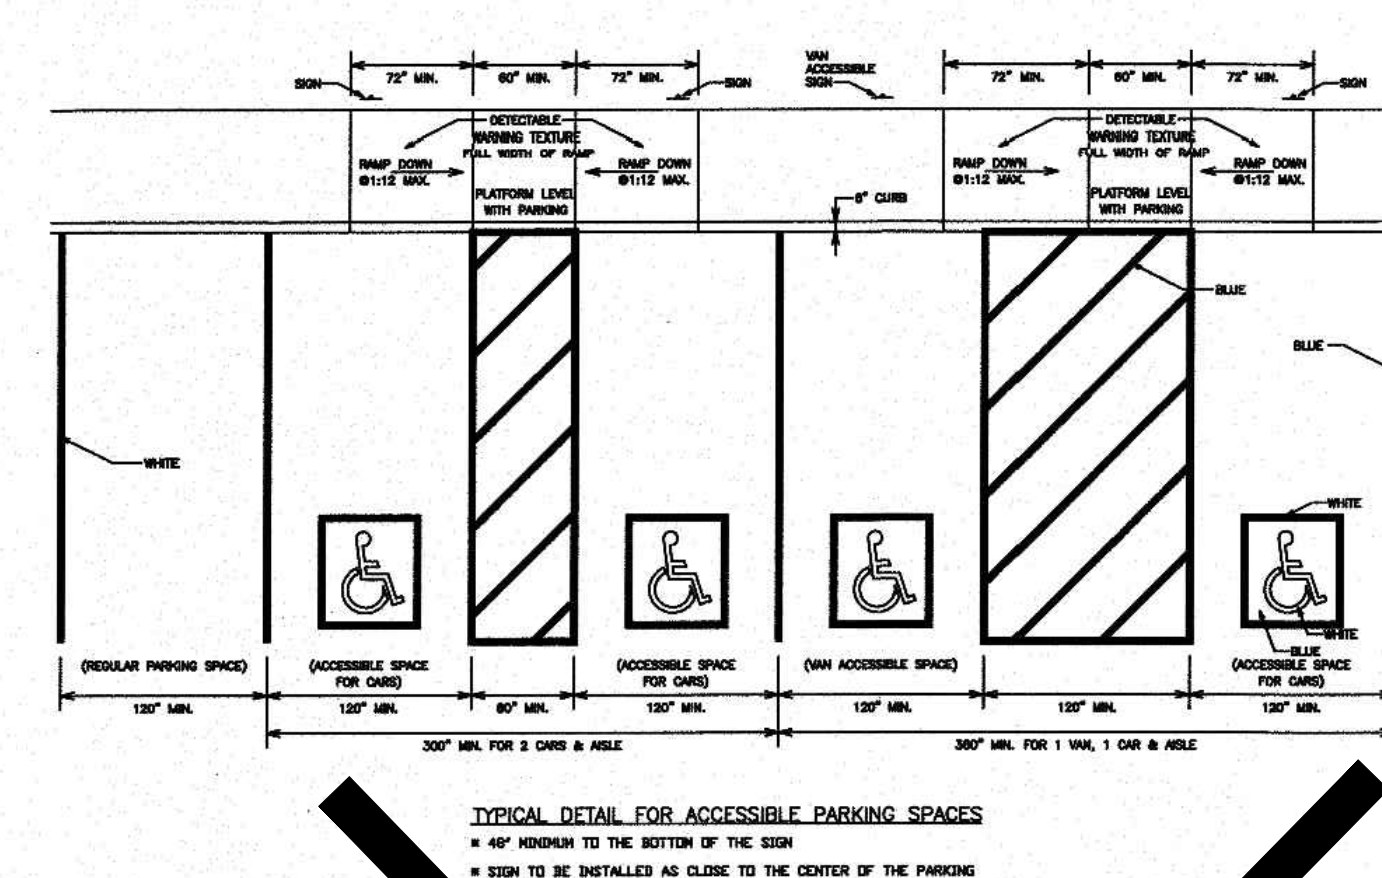 72" MIN.
60" MIN.
72" MIN.
SIGN
SIGN
VAN
ACCESSIBLE
SIGN
72" MIN.
60" MIN.
72" MIN.
SIGN
DETECTABLE
WARNING TEXTURE
FULL WIDTH OF RAMP
RAMP DOWN
@1:12 MAX.
RAMP DOWN
@1:12 MAX.
PLATFORM LEVEL
WITH PARKING
6" CURB
DETECTABLE
WARNING TEXTURE
FULL WIDTH OF RAMP
RAMP DOWN
@1:12 MAX.
RAMP DOWN
@1:12 MAX.
PLATFORM LEVEL
WITH PARKING
BLUE
BLUE
WHITE
WHITE
WHITE
BLUE
(REGULAR PARKING SPACE)
(ACCESSIBLE SPACE
FOR CARS)
(ACCESSIBLE SPACE
FOR CARS)
(VAN ACCESSIBLE SPACE)
(ACCESSIBLE SPACE
FOR CARS)
120" MIN.
120" MIN.
60" MIN.
120" MIN.
120" MIN.
120" MIN.
120" MIN.
300" MIN. FOR 2 CARS & AISLE
360" MIN. FOR 1 VAN, 1 CAR & AISLE
TYPICAL DETAIL FOR ACCESSIBLE PARKING SPACES
* 48" MINIMUM TO THE BOTTOM OF THE SIGN
* SIGN TO BE INSTALLED AS CLOSE TO THE CENTER OF THE PARKING